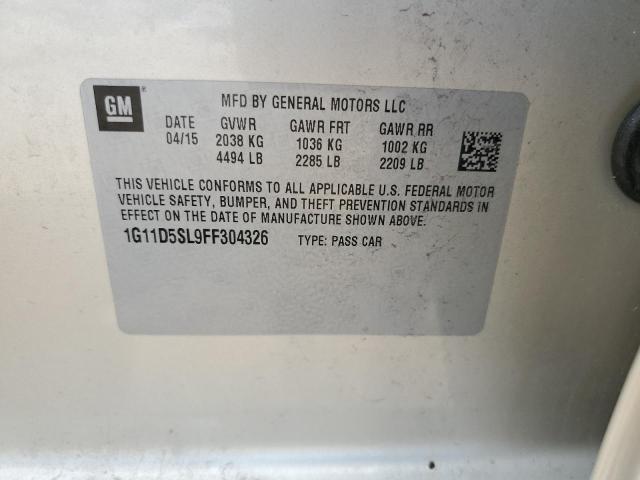 GM®
MFD BY GENERAL MOTORS LLC
DATE GVWR GAWR FRT GAWR RR
04/15 2038 KG 1036 KG 1002 KG
4494 LB 2285 LB 2209 LB
THIS VEHICLE CONFORMS TO ALL APPLICABLE U.S. FEDERAL MOTOR
VEHICLE SAFETY, BUMPER, AND THEFT PREVENTION STANDARDS IN
EFFECT ON THE DATE OF MANUFACTURE SHOWN ABOVE.
1G11D5SL9FF304326 TYPE: PASS CAR